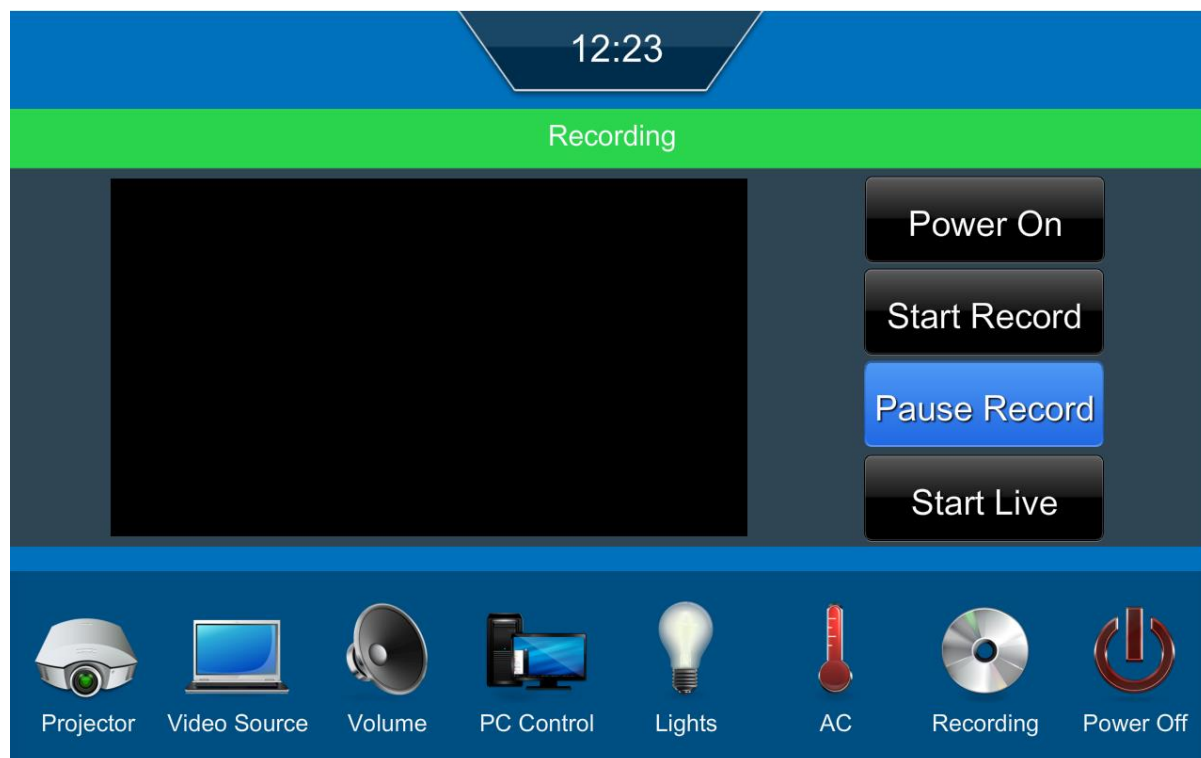 12:23
Recording
Power On
Start Record
Pause Record
Start Live
Projector Video Source Volume PC Control Lights AC Recording Power Off